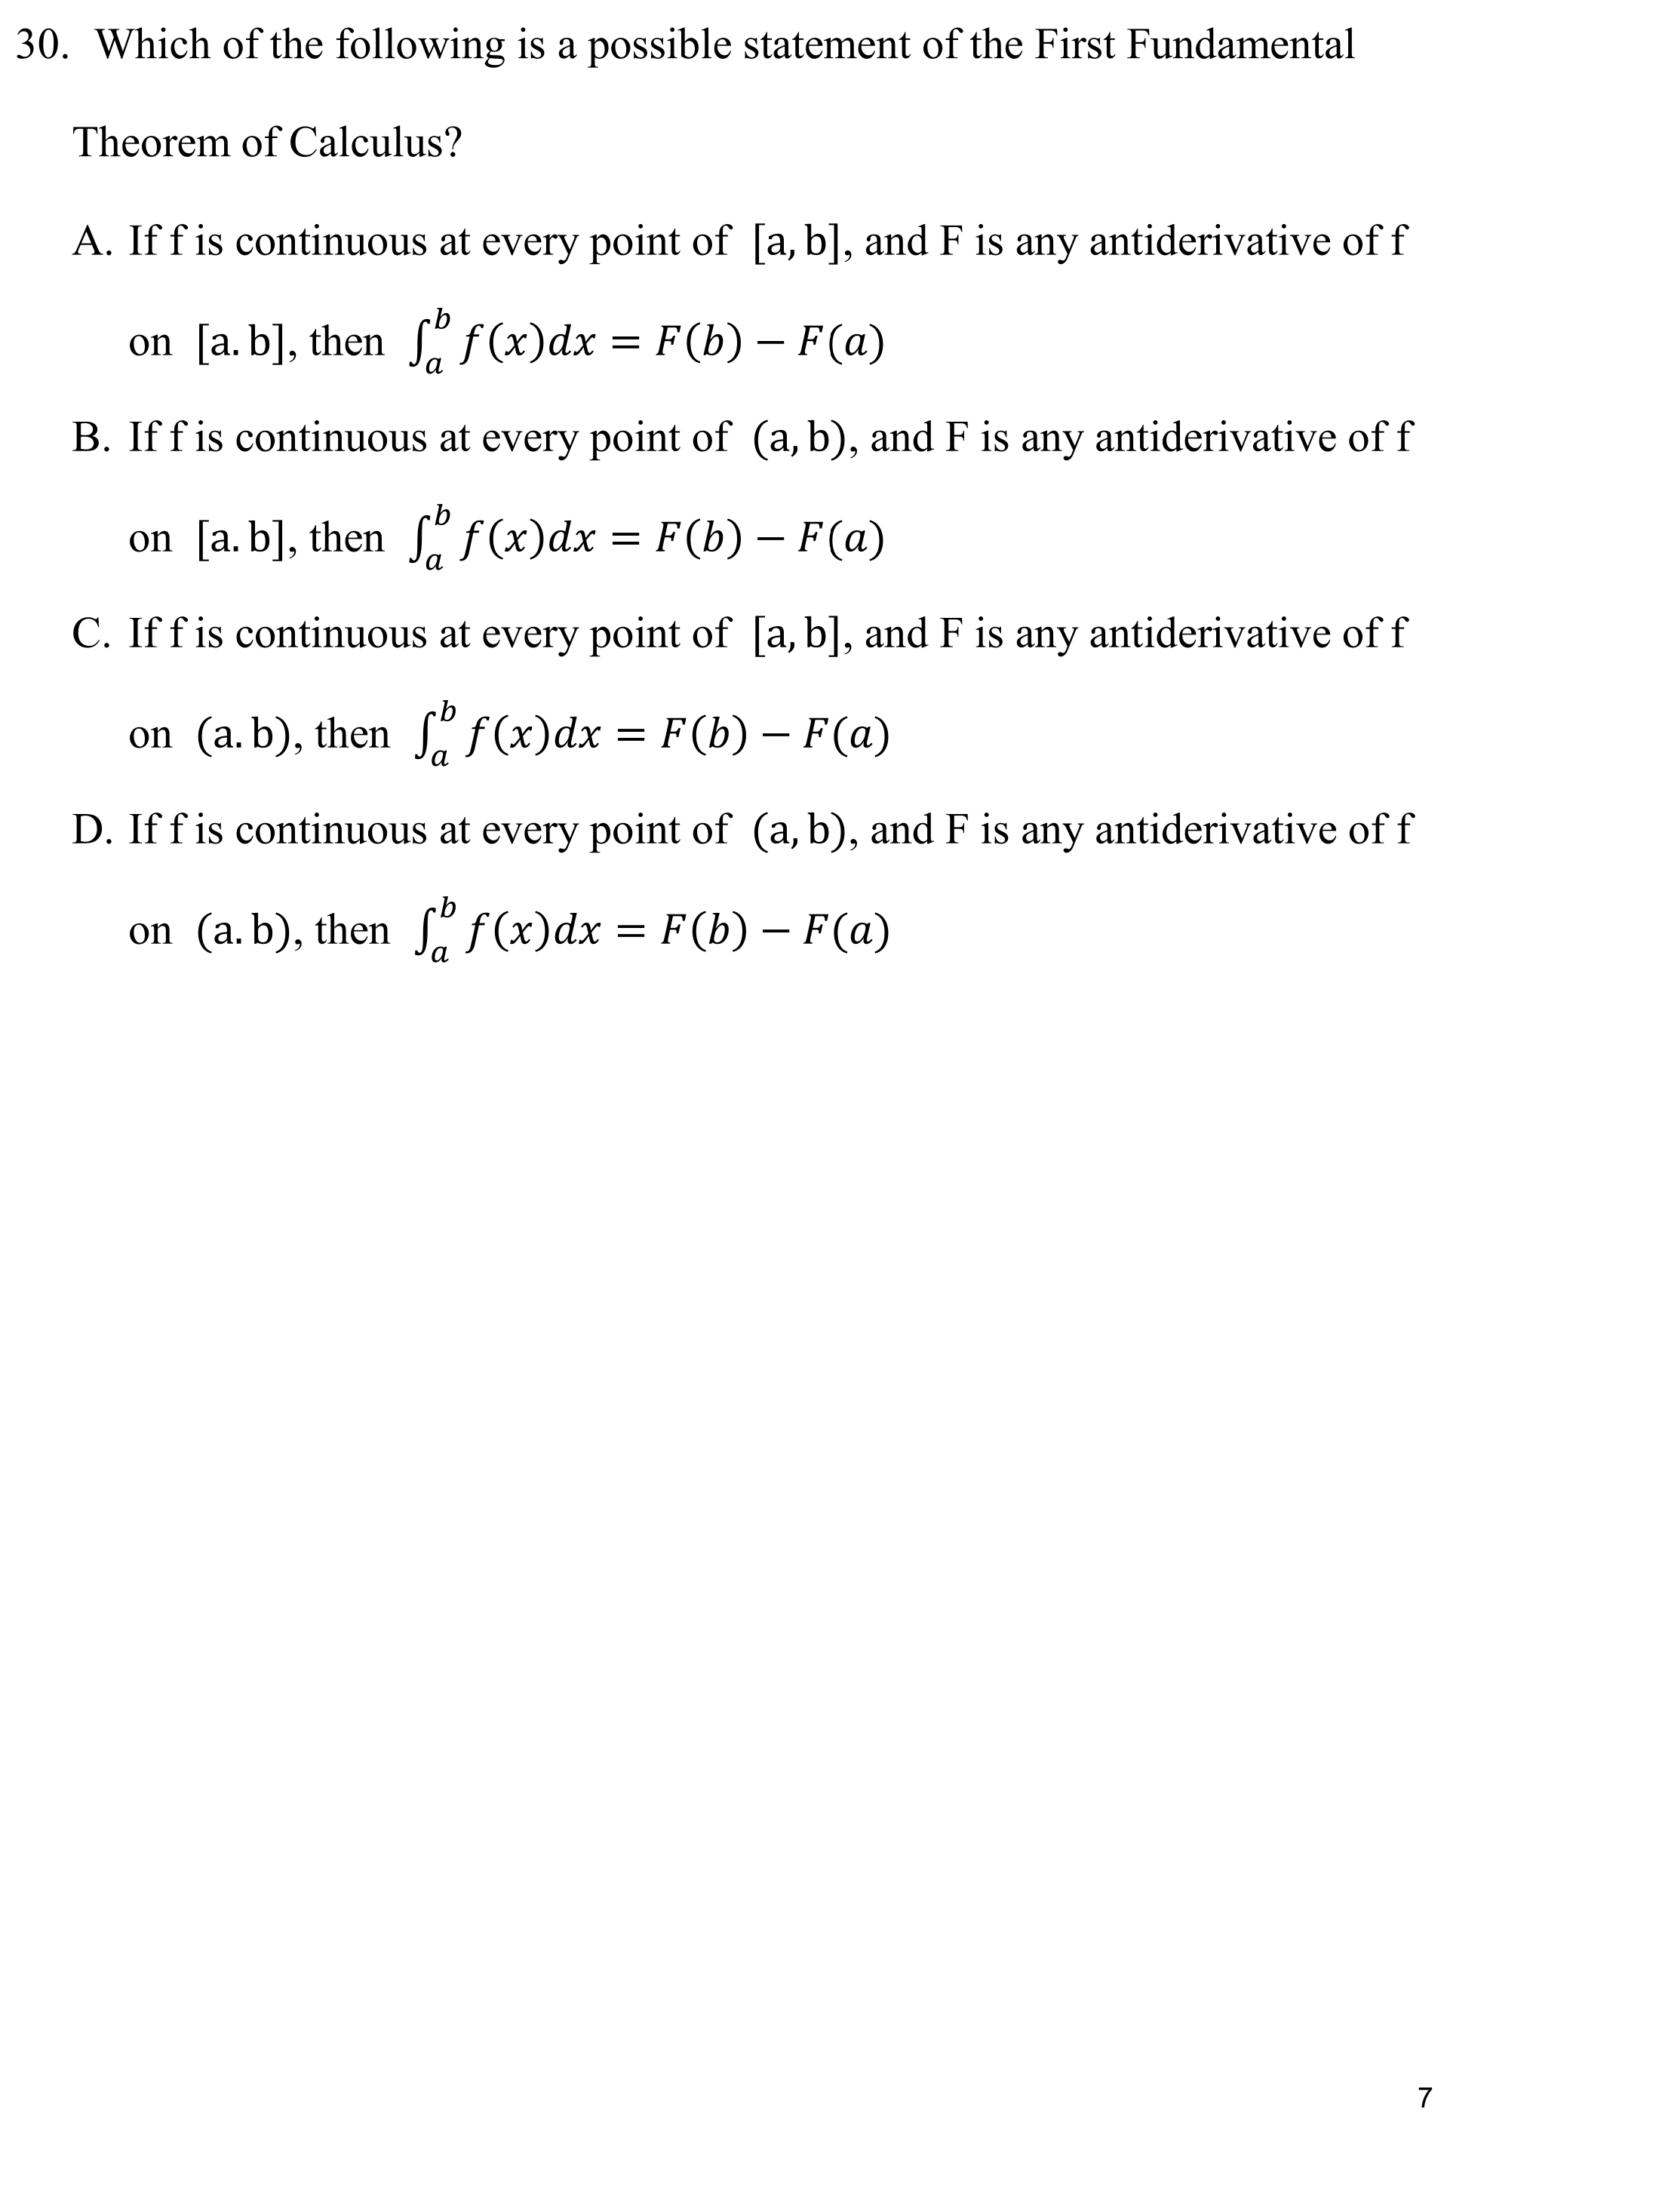 30. Which of the following is a possible statement of the First Fundamental
Theorem of Calculus?
A. If f is continuous at every point of [a, b], and F is any antiderivative of f
on [a. b], then ∫ₐᵇ f(x)dx = F(b) − F(a)
B. If f is continuous at every point of (a, b), and F is any antiderivative of f
on [a. b], then ∫ₐᵇ f(x)dx = F(b) − F(a)
C. If f is continuous at every point of [a, b], and F is any antiderivative of f
on (a. b), then ∫ₐᵇ f(x)dx = F(b) − F(a)
D. If f is continuous at every point of (a, b), and F is any antiderivative of f
on (a. b), then ∫ₐᵇ f(x)dx = F(b) − F(a)
7